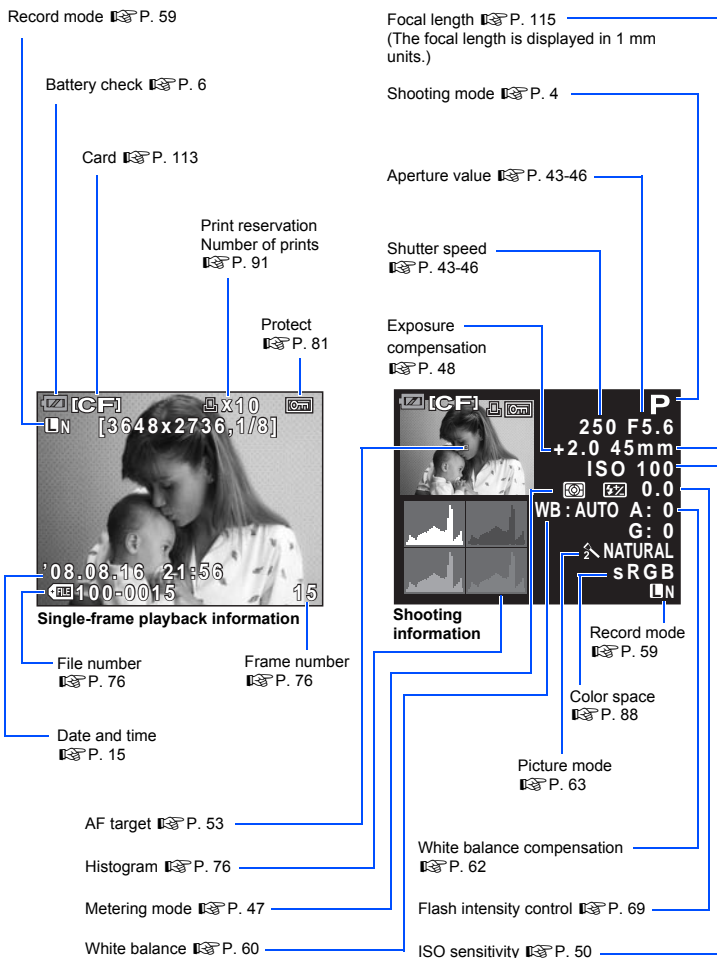 Record mode ☞P. 59
Battery check ☞P. 6
Card ☞P. 113
Print reservation
Number of prints
☞P. 91
Protect
☞P. 81
[CF]
x10
LN [3648x2736,1/8]
'08.08.16 21:56
FILE 100-0015
15
Single-frame playback information
File number
☞P. 76
Frame number
☞P. 76
Date and time
☞P. 15
Focal length ☞P. 115
(The focal length is displayed in 1 mm
units.)
Shooting mode ☞P. 4
Aperture value ☞P. 43-46
Shutter speed
☞P. 43-46
Exposure
compensation
☞P. 48
[CF]
P
250 F5.6
+2.0 45mm
ISO 100
0.0
WB : AUTO A: 0
G: 0
2 NATURAL
sRGB
LN
Shooting
information
Record mode
☞P. 59
Color space
☞P. 88
Picture mode
☞P. 63
AF target ☞P. 53
Histogram ☞P. 76
Metering mode ☞P. 47
White balance ☞P. 60
White balance compensation
☞P. 62
Flash intensity control ☞P. 69
ISO sensitivity ☞P. 50